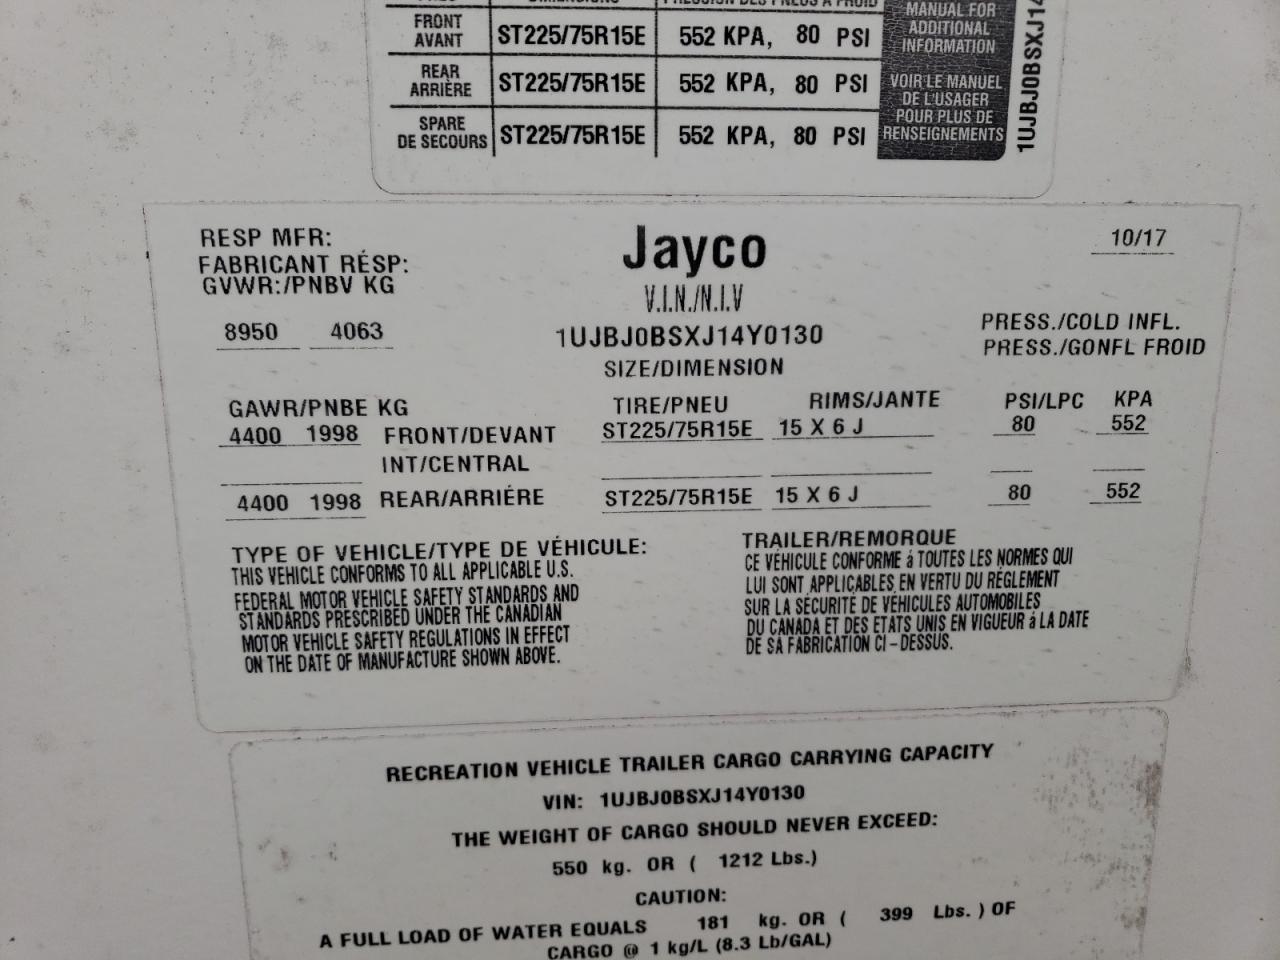 FRONT AVANT ST225/75R15E 552 KPA, 80 PSI
REAR ARRIÈRE ST225/75R15E 552 KPA, 80 PSI
SPARE DE SECOURS ST225/75R15E 552 KPA, 80 PSI
MANUAL FOR
ADDITIONAL
INFORMATION
VOIR LE MANUEL
DE L'USAGER
POUR PLUS DE
RENSEIGNEMENTS
1UJBJ0BSXJ14
RESP MFR:
FABRICANT RÉSP:
GVWR:/PNBV KG
8950 4063
Jayco
V.I.N./N.I.V
1UJBJ0BSXJ14Y0130
SIZE/DIMENSION
10/17
PRESS./COLD INFL.
PRESS./GONFL FROID
GAWR/PNBE KG TIRE/PNEU RIMS/JANTE PSI/LPC KPA
4400 1998 FRONT/DEVANT ST225/75R15E 15 X 6 J 80 552
INT/CENTRAL
4400 1998 REAR/ARRIÉRE ST225/75R15E 15 X 6 J 80 552
TYPE OF VEHICLE/TYPE DE VÉHICULE:
THIS VEHICLE CONFORMS TO ALL APPLICABLE U.S.
FEDERAL MOTOR VEHICLE SAFETY STANDARDS AND
STANDARDS PRESCRIBED UNDER THE CANADIAN
MOTOR VEHICLE SAFETY REGULATIONS IN EFFECT
ON THE DATE OF MANUFACTURE SHOWN ABOVE.
TRAILER/REMORQUE
CE VÉHICULE CONFORME á TOUTES LES NORMES QUI
LUI SONT APPLICABLES EN VERTU DU RÉGLEMENT
SUR LA SÉCURITÉ DE VÉHICULES AUTOMOBILES
DU CANADA ET DES ETATS UNIS EN VIGUEUR á LA DATE
DE SA FABRICATION CI-DESSUS.
RECREATION VEHICLE TRAILER CARGO CARRYING CAPACITY
VIN: 1UJBJ0BSXJ14Y0130
THE WEIGHT OF CARGO SHOULD NEVER EXCEED:
550 kg. OR ( 1212 Lbs.)
CAUTION:
A FULL LOAD OF WATER EQUALS 181 kg. OR ( 399 Lbs. ) OF
CARGO @ 1 kg/L (8.3 Lb/GAL)